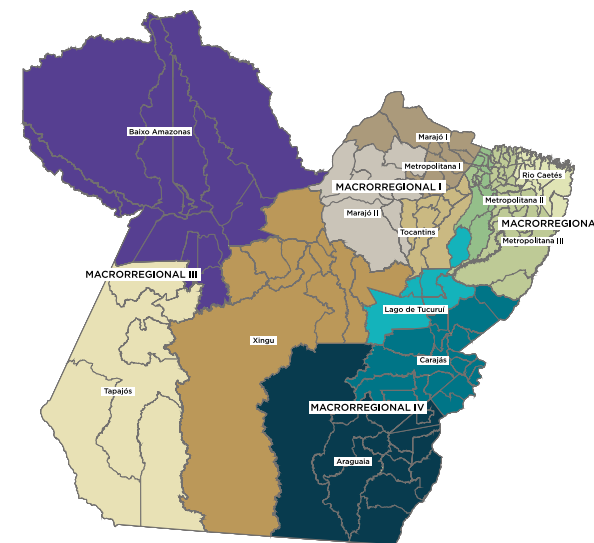 Baixo Amazonas
Marajó I
Metropolitana I
Rio Caetés
MACRORREGIONAL I
Metropolitana II
Marajó II
MACRORREGIONA
Tocantins
Metropolitana III
MACRORREGIONAL III
Lago de Tucuruí
Xingu
Carajás
Tapajós
MACRORREGIONAL IV
Araguaia